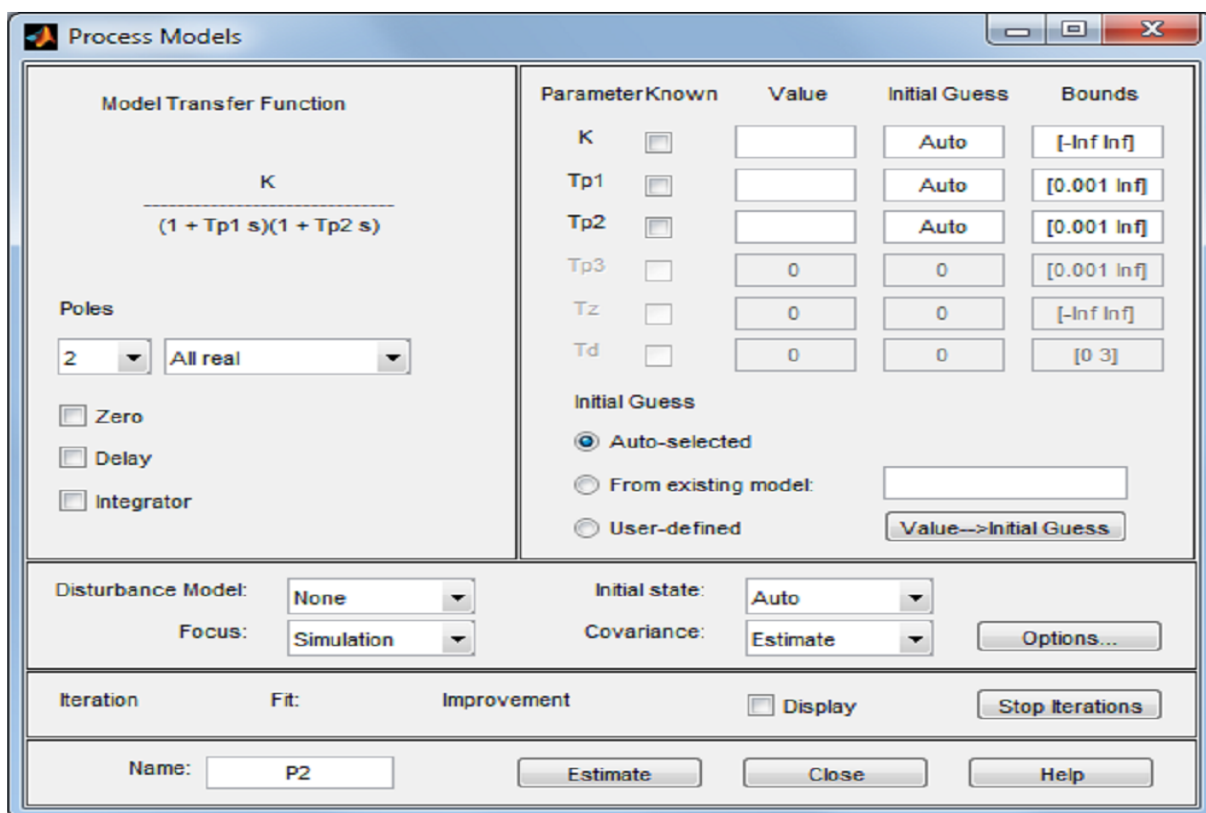 Process Models
Model Transfer Function
K
(1 + Tp1 s)(1 + Tp2 s)
Poles
2 All real
Zero
Delay
Integrator
Parameter Known Value Initial Guess Bounds
K Auto [-Inf Inf]
Tp1 Auto [0.001 Inf]
Tp2 Auto [0.001 Inf]
Tp3 0 0 [0.001 Inf]
Tz 0 0 [-Inf Inf]
Td 0 0 [0 3]
Initial Guess
Auto-selected
From existing model:
User-defined Value-->Initial Guess
Disturbance Model: None Initial state: Auto
Focus: Simulation Covariance: Estimate Options...
Iteration Fit: Improvement Display Stop Iterations
Name: P2 Estimate Close Help